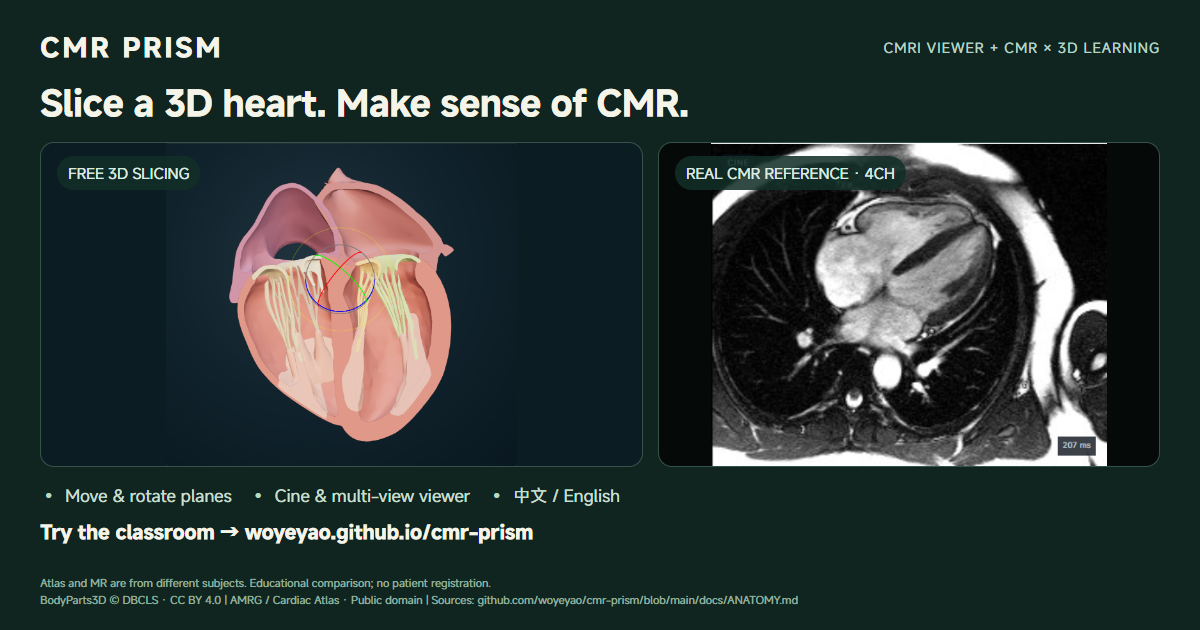 CMR PRISM
CMRI VIEWER + CMR × 3D LEARNING
Slice a 3D heart. Make sense of CMR.
FREE 3D SLICING
CINE
REAL CMR REFERENCE · 4CH
207 ms
• Move & rotate planes • Cine & multi-view viewer • 中文 / English
Try the classroom → woyeyao.github.io/cmr-prism
Atlas and MR are from different subjects. Educational comparison; no patient registration.
BodyParts3D © DBCLS · CC BY 4.0 | AMRG / Cardiac Atlas · Public domain | Sources: github.com/woyeyao/cmr-prism/blob/main/docs/ANATOMY.md